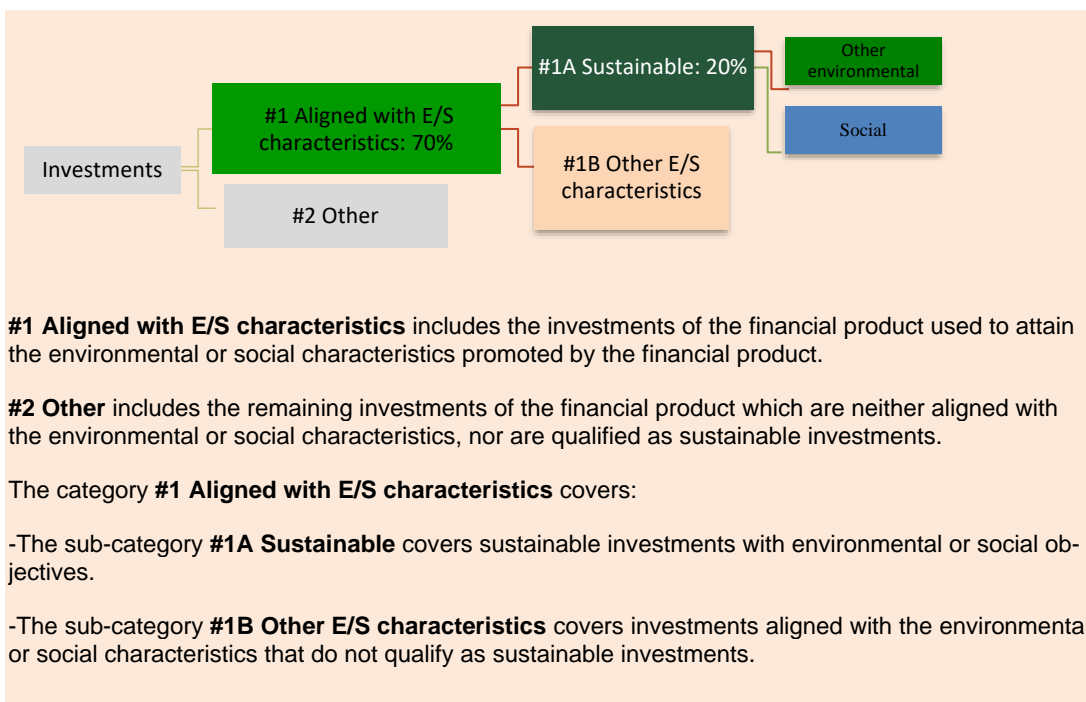 Investments
#1 Aligned with E/S
characteristics: 70%
#2 Other
#1A Sustainable: 20%
#1B Other E/S
characteristics
Other
environmental
Social
#1 Aligned with E/S characteristics includes the investments of the financial product used to attain
the environmental or social characteristics promoted by the financial product.
#2 Other includes the remaining investments of the financial product which are neither aligned with
the environmental or social characteristics, nor are qualified as sustainable investments.
The category #1 Aligned with E/S characteristics covers:
-The sub-category #1A Sustainable covers sustainable investments with environmental or social ob-
jectives.
-The sub-category #1B Other E/S characteristics covers investments aligned with the environmenta
or social characteristics that do not qualify as sustainable investments.